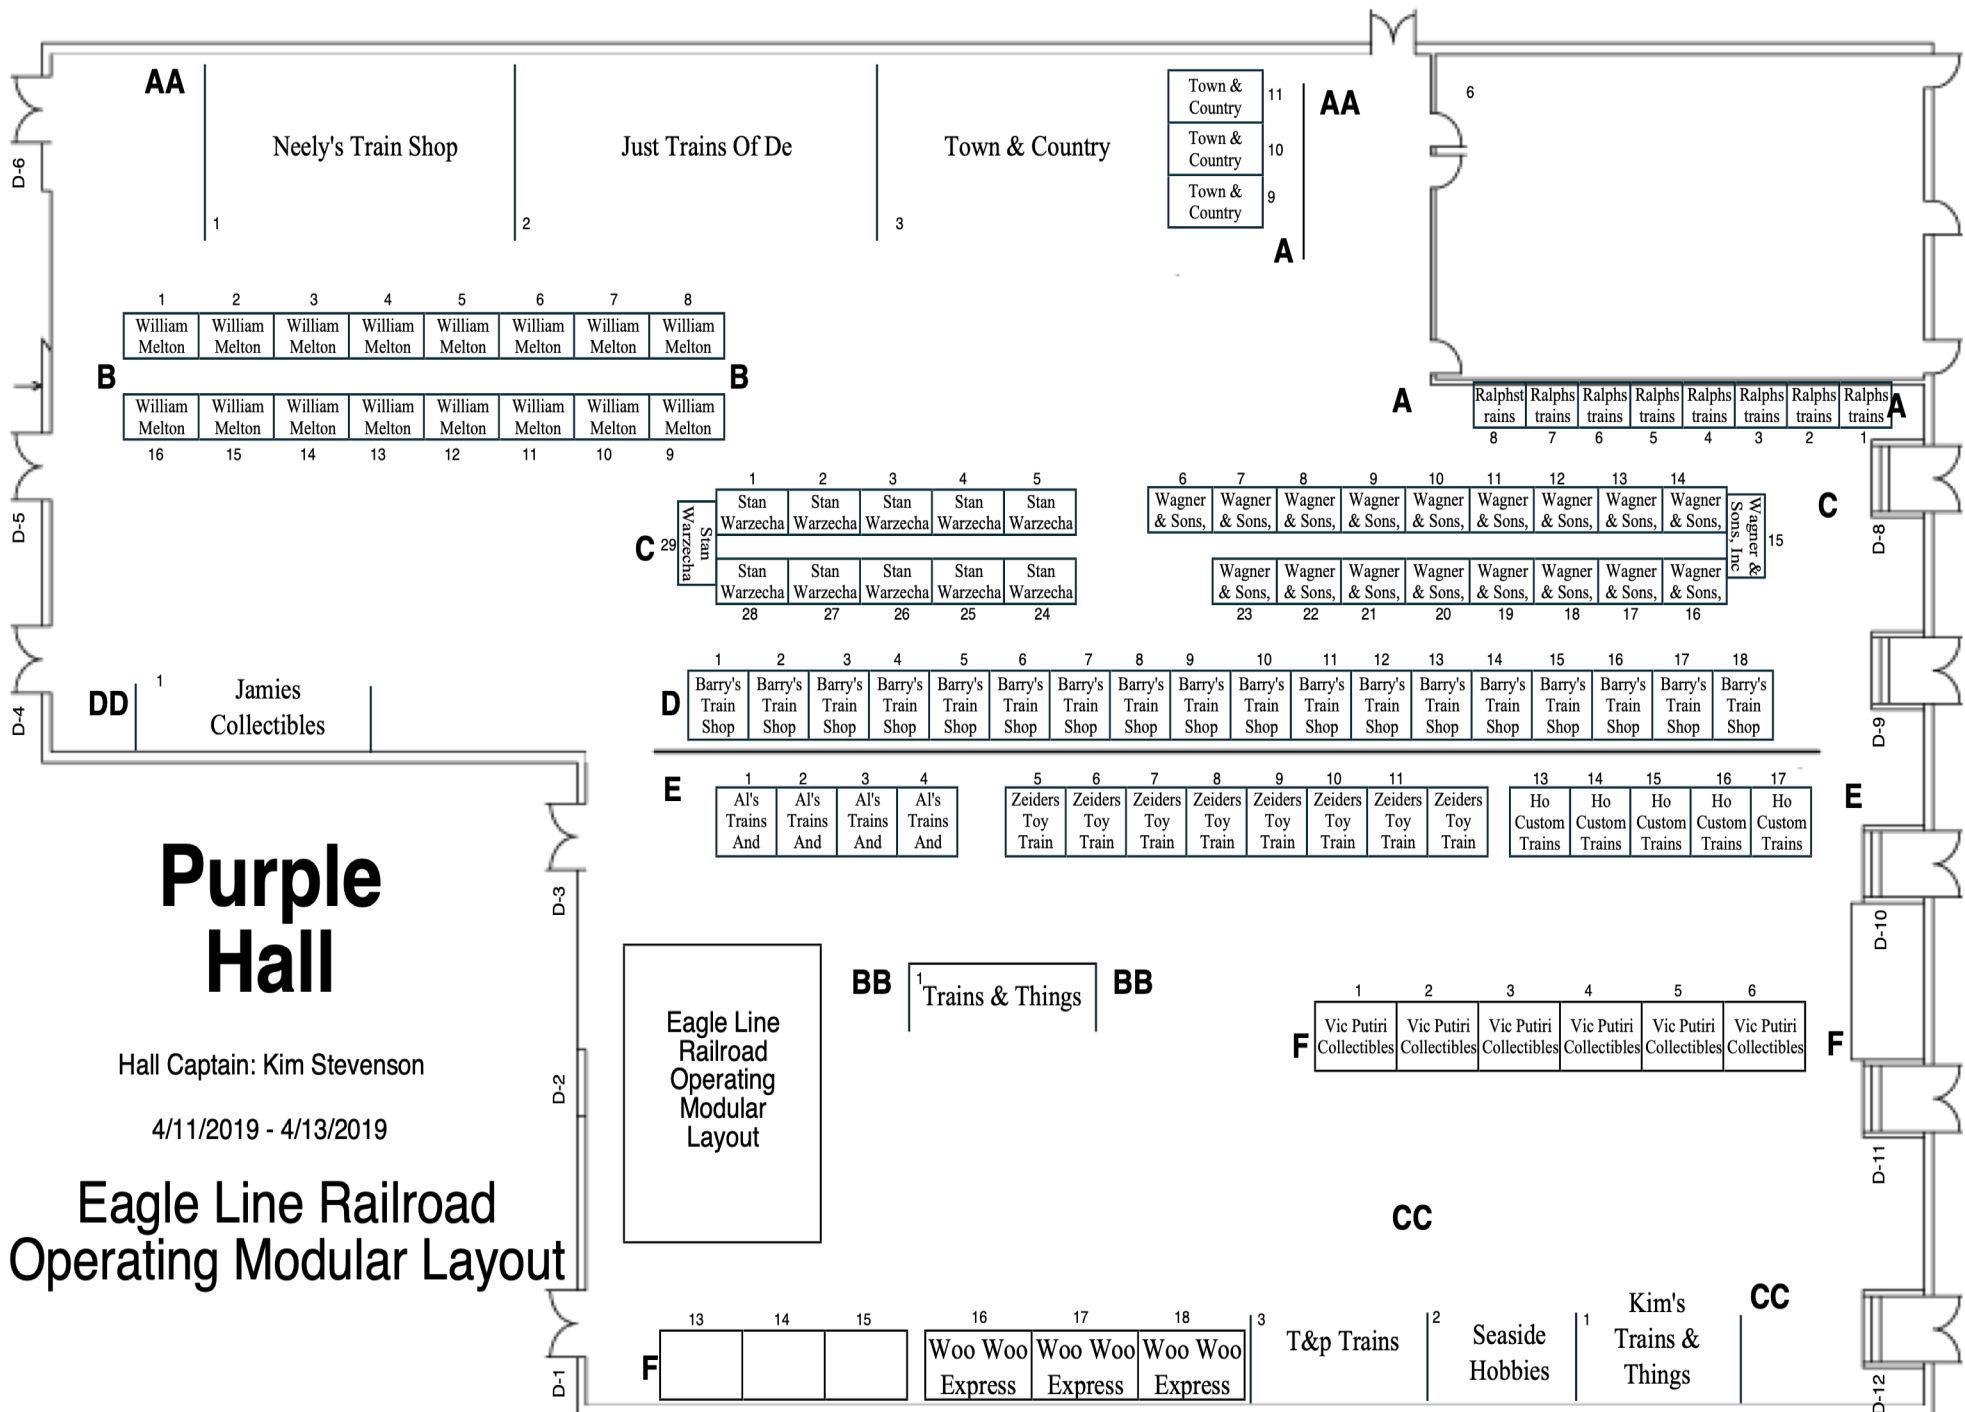 AA
Neely's Train Shop
1
Just Trains Of De
2
Town & Country
3
Town &
Country
11
Town &
Country
10
Town &
Country
9
AA
A
6
D-6
1 2 3 4 5 6 7 8
William William William William William William William William
Melton Melton Melton Melton Melton Melton Melton Melton
B B
William William William William William William William William
Melton Melton Melton Melton Melton Melton Melton Melton
16 15 14 13 12 11 10 9
A
Ralphst Ralphs Ralphs Ralphs Ralphs Ralphs Ralphs Ralphs
rains trains trains trains trains trains trains trains
A
8 7 6 5 4 3 2 1
D-5
1 2 3 4 5
Stan Stan Stan Stan Stan
Warzecha Warzecha Warzecha Warzecha Warzecha
C 29
Stan
Warzecha
Stan Stan Stan Stan Stan
Warzecha Warzecha Warzecha Warzecha Warzecha
28 27 26 25 24
6 7 8 9 10 11 12 13 14
Wagner Wagner Wagner Wagner Wagner Wagner Wagner Wagner Wagner
& Sons, & Sons, & Sons, & Sons, & Sons, & Sons, & Sons, & Sons, & Sons,
Wagner &
Sons, Inc
15
C
D-8
Wagner Wagner Wagner Wagner Wagner Wagner Wagner Wagner
& Sons, & Sons, & Sons, & Sons, & Sons, & Sons, & Sons, & Sons,
23 22 21 20 19 18 17 16
D-4
DD
1
Jamies
Collectibles
1 2 3 4 5 6 7 8 9 10 11 12 13 14 15 16 17 18
D
Barry's Barry's Barry's Barry's Barry's Barry's Barry's Barry's Barry's Barry's Barry's Barry's Barry's Barry's Barry's Barry's Barry's Barry's
Train Train Train Train Train Train Train Train Train Train Train Train Train Train Train Train Train Train
Shop Shop Shop Shop Shop Shop Shop Shop Shop Shop Shop Shop Shop Shop Shop Shop Shop Shop
D-9
E
1 2 3 4
Al's Al's Al's Al's
Trains Trains Trains Trains
And And And And
5 6 7 8 9 10 11
Zeiders Zeiders Zeiders Zeiders Zeiders Zeiders Zeiders Zeiders
Toy Toy Toy Toy Toy Toy Toy Toy
Train Train Train Train Train Train Train Train
13 14 15 16 17
Ho Ho Ho Ho Ho
Custom Custom Custom Custom Custom
Trains Trains Trains Trains Trains
E
Purple
Hall
Hall Captain: Kim Stevenson
4/11/2019 - 4/13/2019
Eagle Line Railroad
Operating Modular Layout
D-3
D-2
D-1
Eagle Line
Railroad
Operating
Modular
Layout
BB
1
Trains & Things
BB
D-10
1 2 3 4 5 6
F
Vic Putiri Vic Putiri Vic Putiri Vic Putiri Vic Putiri Vic Putiri
Collectibles Collectibles Collectibles Collectibles Collectibles Collectibles
F
D-11
CC
F
13 14 15
16 17 18
Woo Woo Woo Woo Woo Woo
Express Express Express
3
T&p Trains
2
Seaside
Hobbies
1
Kim's
Trains &
Things
CC
D-12